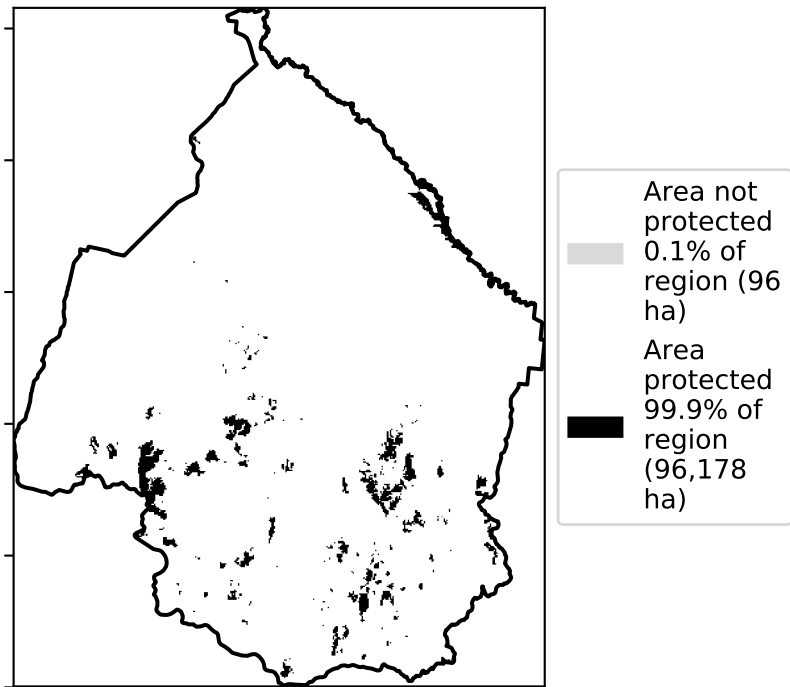 Area not
protected
0.1% of
region (96
ha)
Area
protected
99.9% of
region
(96,178
ha)